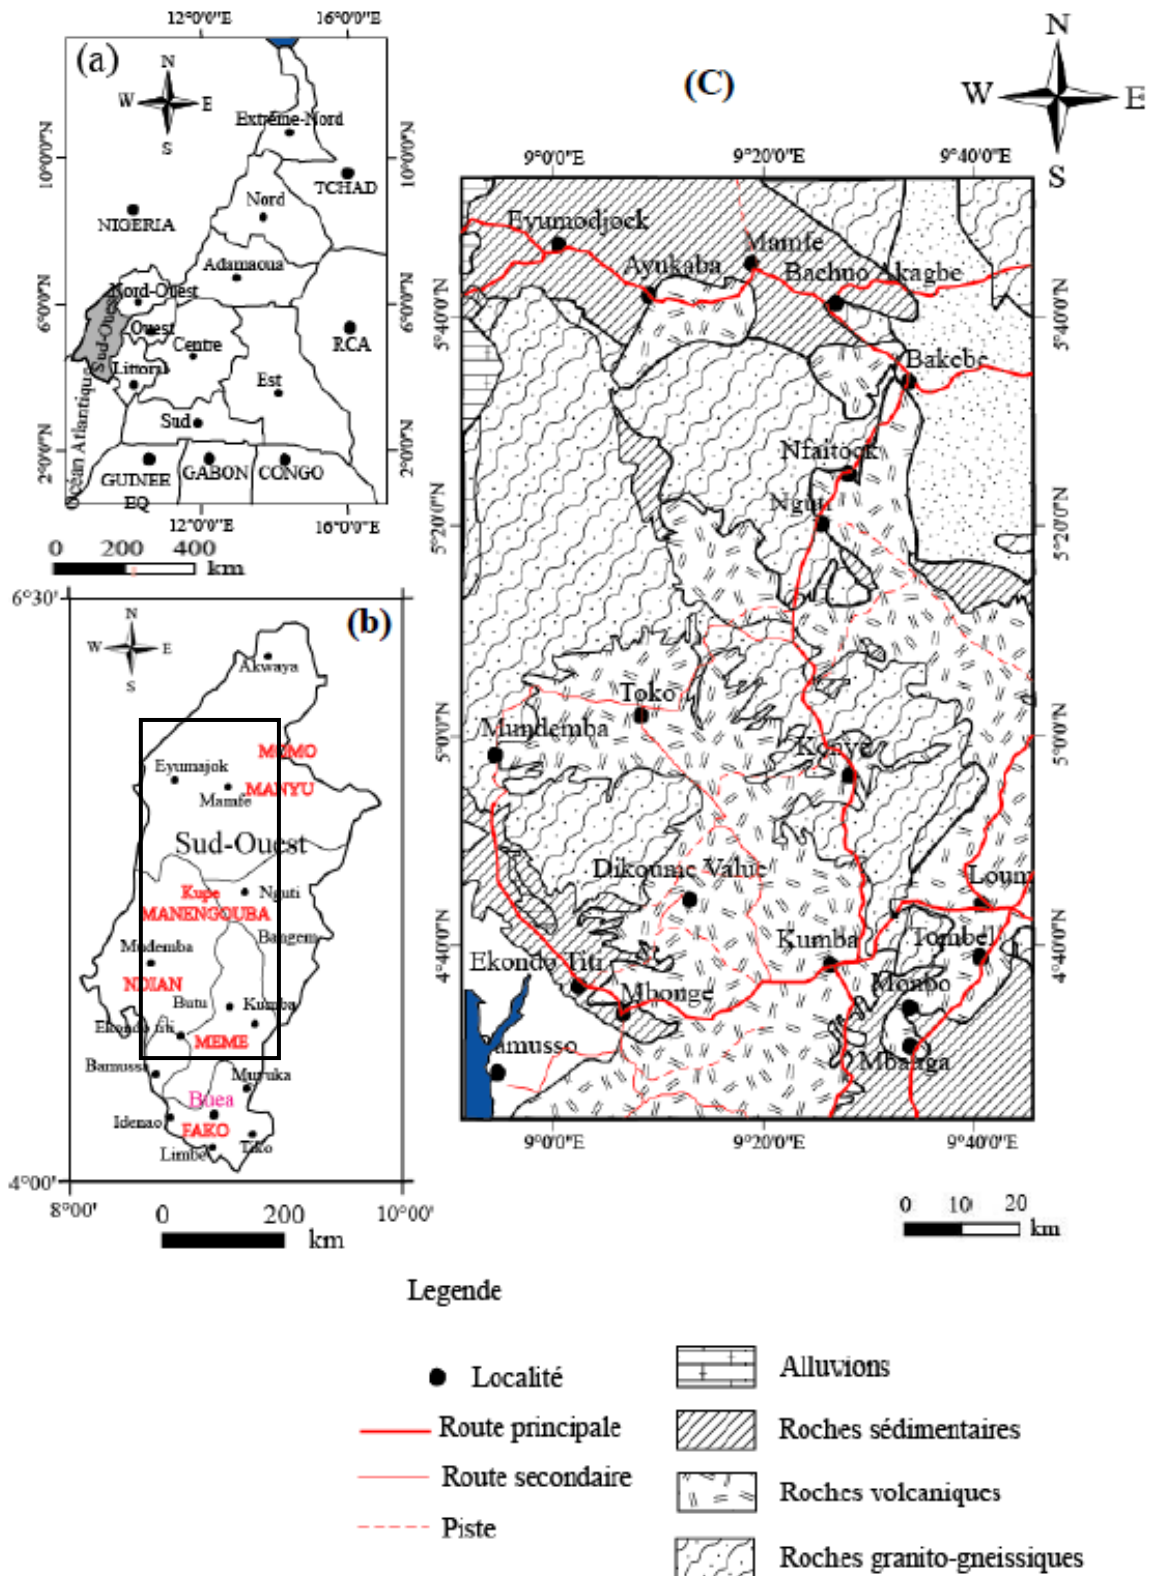 12°0'0"E
16°0'0"E
(a)
N
W
E
S
Extrême-Nord
10°0'0"N
10°0'0"N
TCHAD
Nord
NIGERIA
Adamaoua
Nord-Ouest
6°0'0"N
6°0'0"N
Sud-Ouest
Ouest
Centre
RCA
Littoral
Est
Sud
Océan Atlantique
2°0'0"N
2°0'0"N
GUINEE
EQ
GABON
CONGO
12°0'0"E
16°0'0"E
0
200
400
km
6°30'
(b)
N
W
E
S
Akwaya
MOMO
Eyumajok
MANYU
Mamfe
Sud-Ouest
Kupe
Nguti
MANENGOUBA
Bangem
Mudemba
NDIAN
Butu
Kumba
Ekondo titi
MEME
Bamusso
Muyuka
Buea
Idenao
FAKO
Limbe
Tiko
4°00'
8°00'
10°00'
0
200
km
(C)
N
W
E
S
9°0'0"E
9°20'0"E
9°40'0"E
Eyumodjock
Mamfe
Ayukaba
Bachuo Akagbe
5°40'0"N
5°40'0"N
Bakebe
Nfaitock
Nguti
5°20'0"N
5°20'0"N
Toko
Mundemba
Konye
5°0'0"N
5°0'0"N
Dikoume Value
Loum
4°40'0"N
4°40'0"N
Kumba
Tombel
Ekondo Titi
Mbonge
Monbo
Bamusso
Mbanga
9°0'0"E
9°20'0"E
9°40'0"E
0
10
20
km
Legende
Localité
Route principale
Route secondaire
Piste
Alluvions
Roches sédimentaires
Roches volcaniques
Roches granito-gneissiques